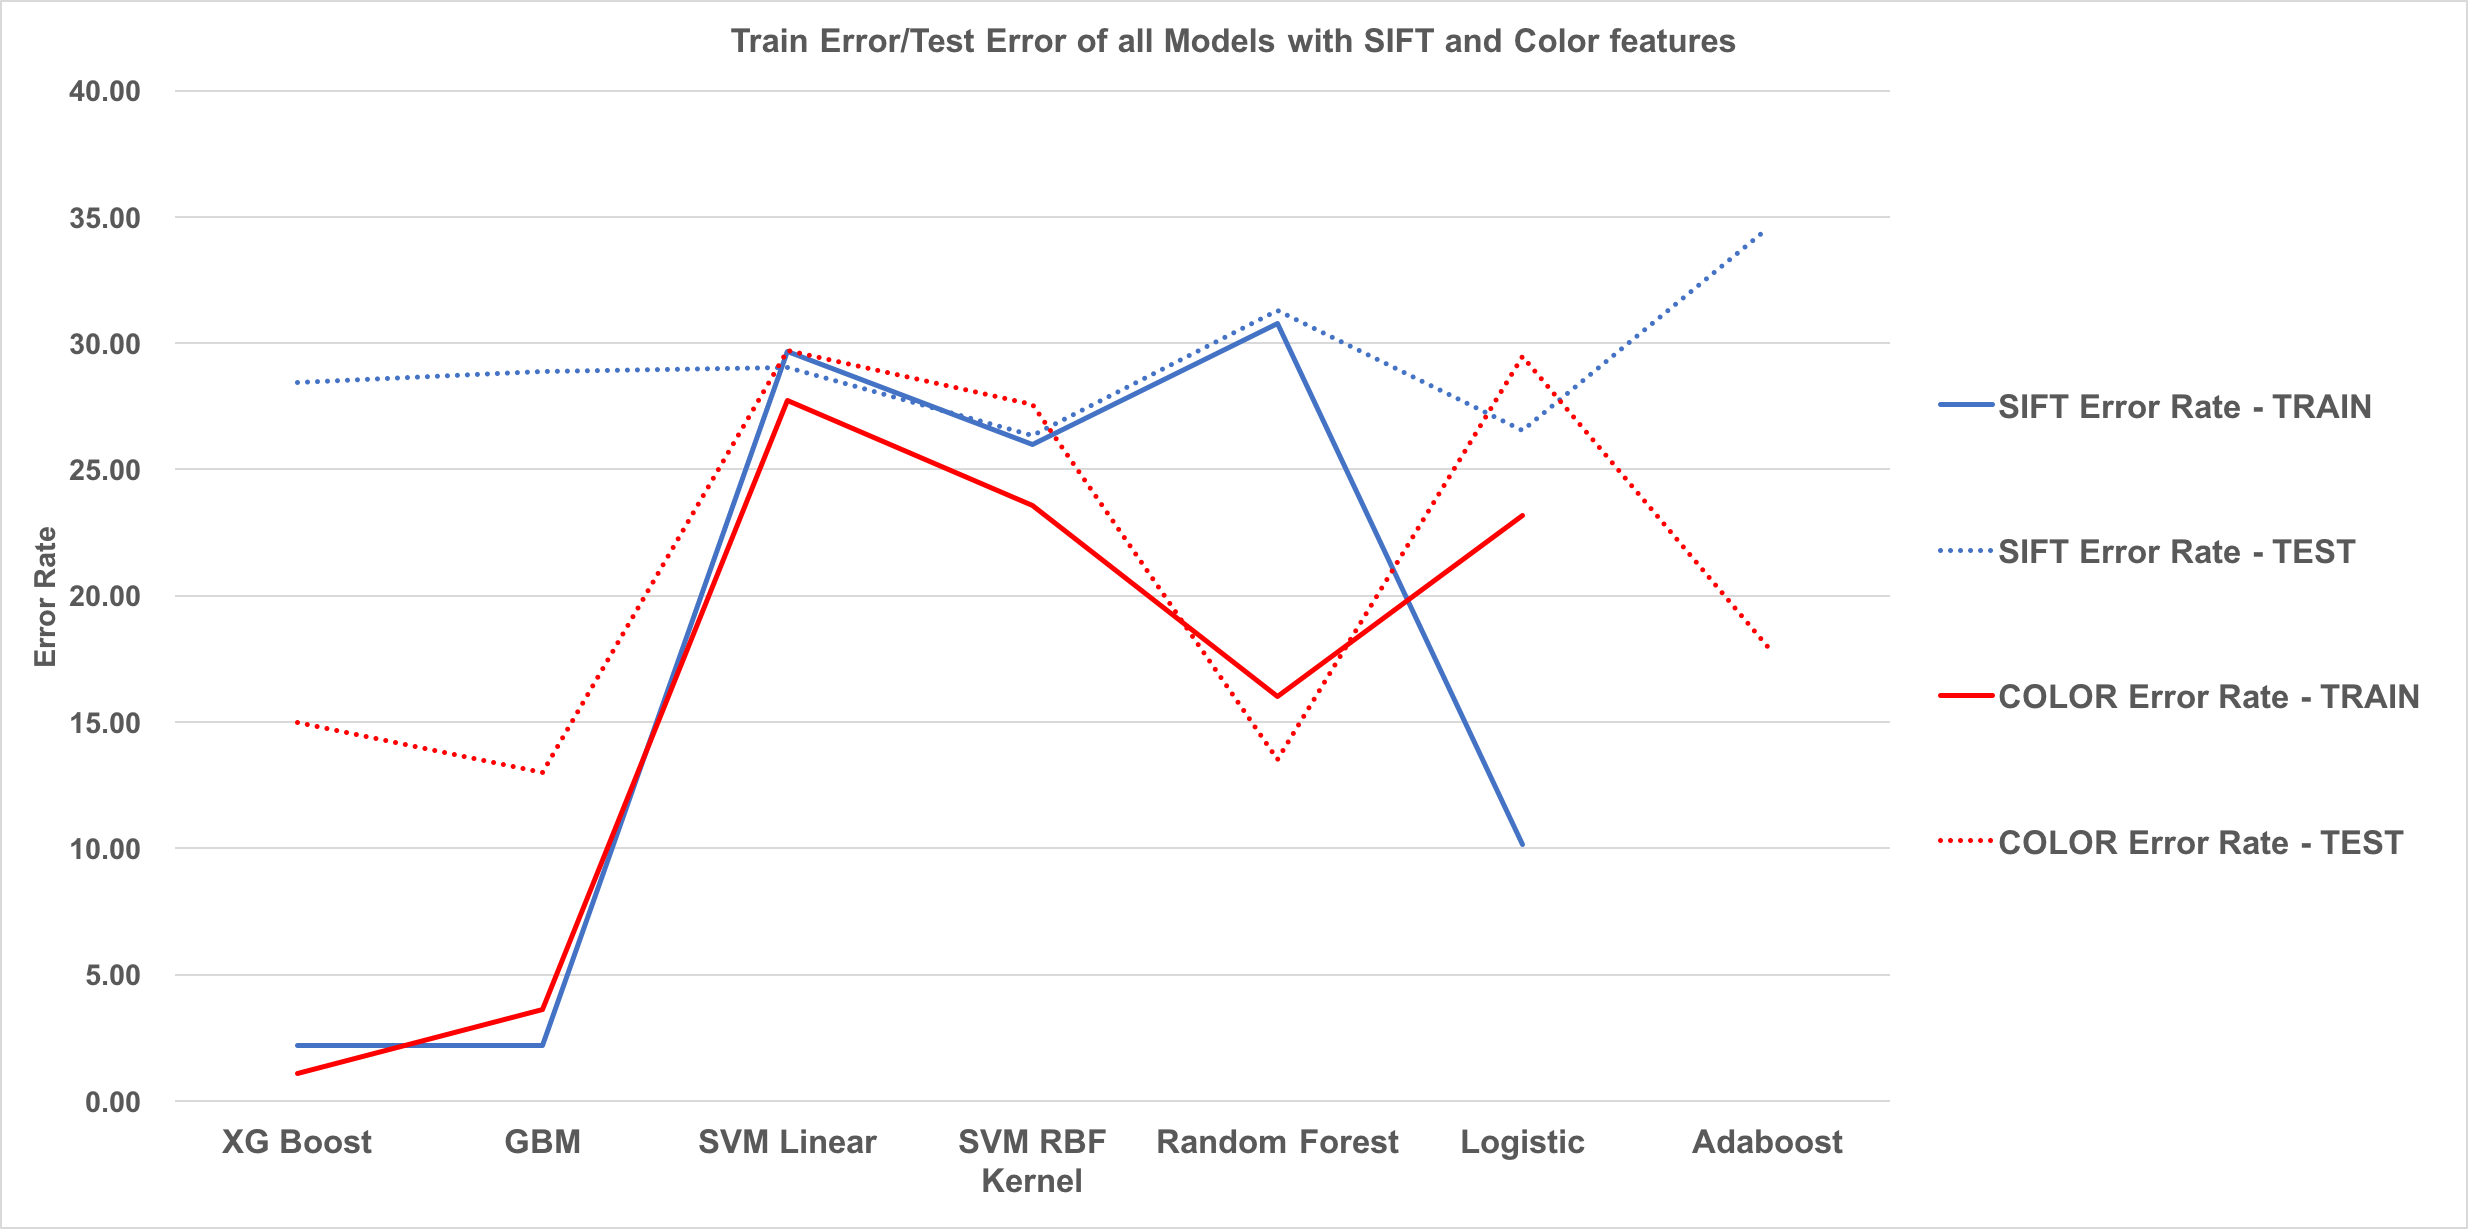 Train Error/Test Error of all Models with SIFT and Color features
40.00
35.00
30.00
25.00
20.00
15.00
10.00
5.00
0.00
Error Rate
XG Boost
GBM
SVM Linear
SVM RBF
Kernel
Random Forest
Logistic
Adaboost
SIFT Error Rate - TRAIN
SIFT Error Rate - TEST
COLOR Error Rate - TRAIN
COLOR Error Rate - TEST